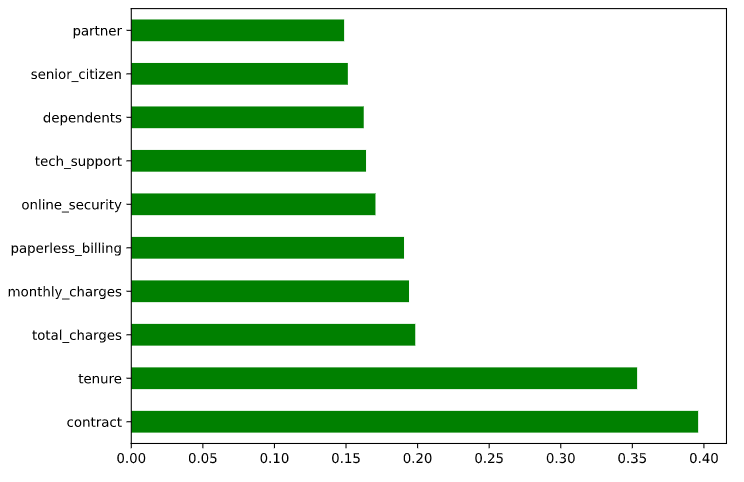 partner
senior_citizen
dependents
tech_support
online_security
paperless_billing
monthly_charges
total_charges
tenure
contract
0.00 0.05 0.10 0.15 0.20 0.25 0.30 0.35 0.40